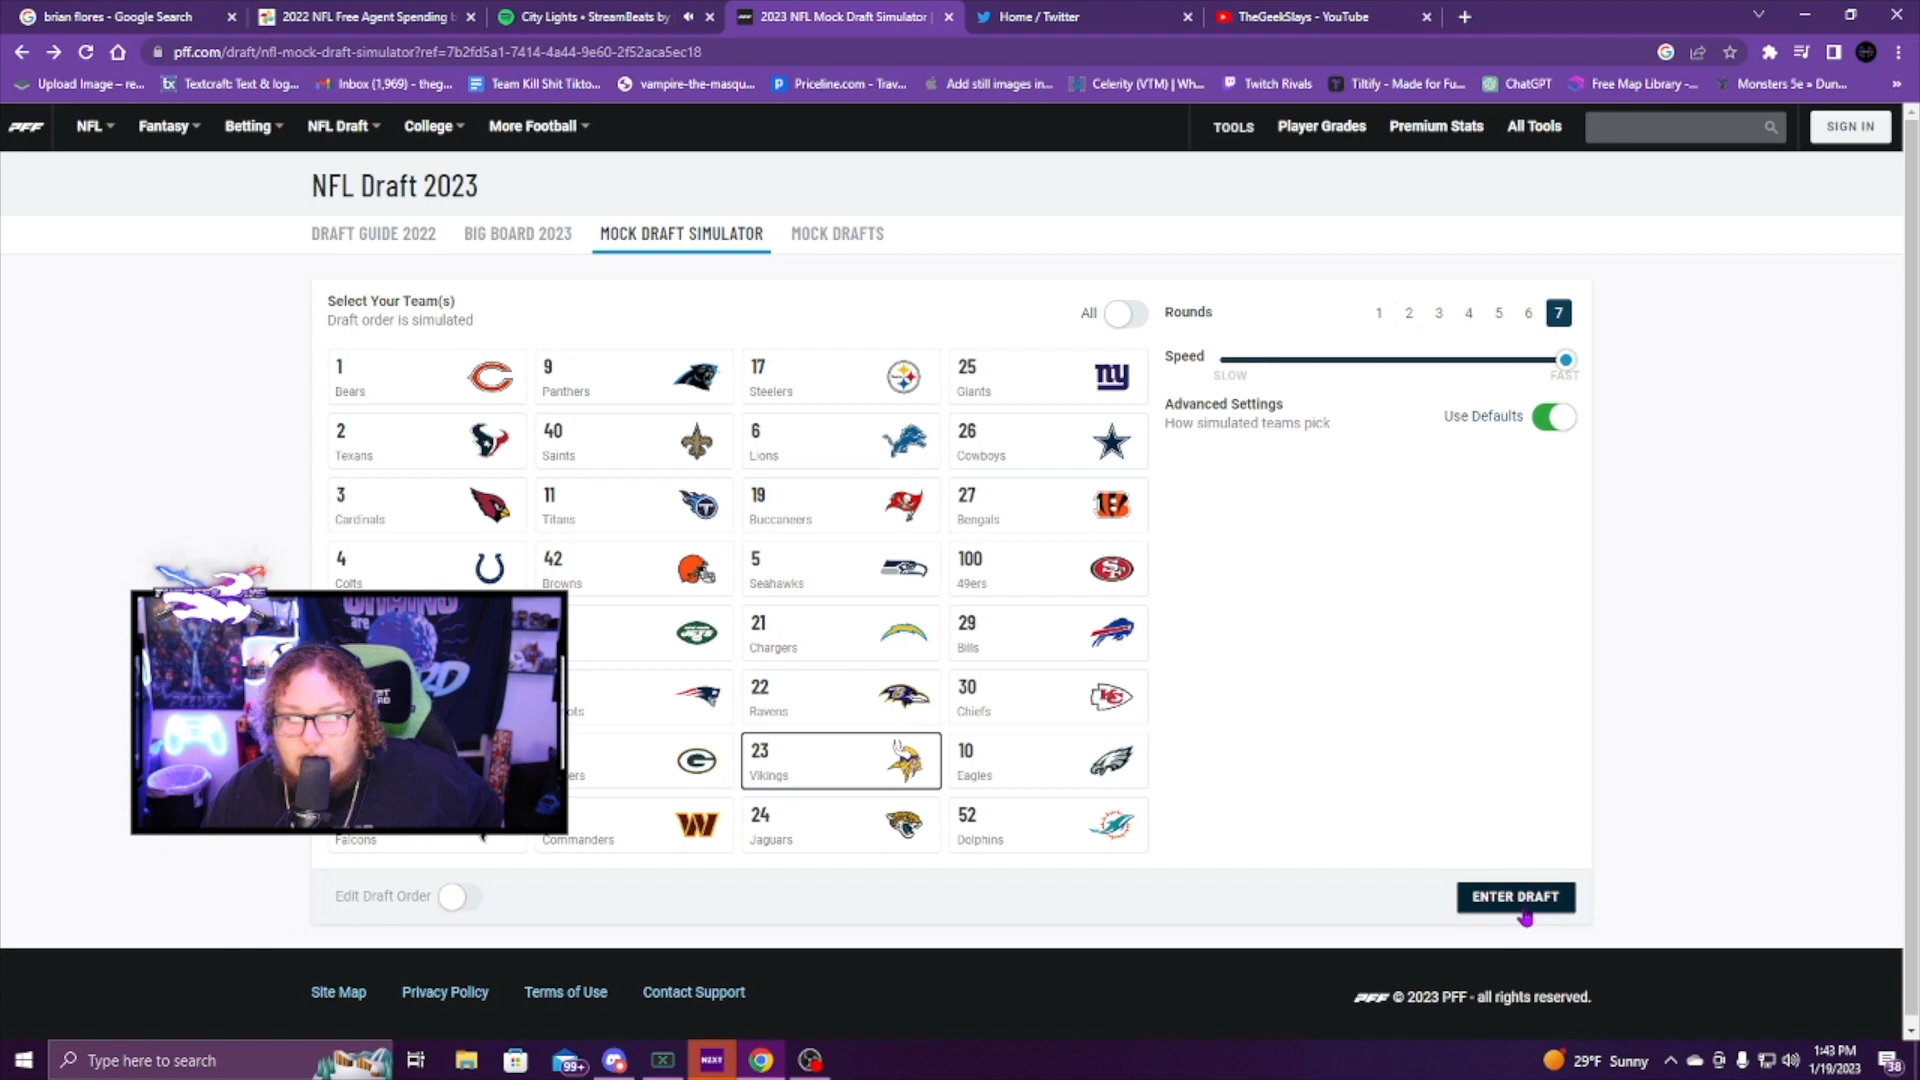 brian flores - Google Search
2022 NFL Free Agent Spending b
City Lights • StreamBeats by
2023 NFL Mock Draft Simulator |
Home / Twitter
TheGeekSlays - YouTube
pff.com/draft/nfl-mock-draft-simulator?ref=7b2fd5a1-7414-4a44-9e60-2f52aca5ec18
Upload Image – re...
Textcraft: Text & log...
Inbox (1,969) - theg...
Team Kill Shit Tikto...
vampire-the-masqu...
Priceline.com - Trav...
Add still images in...
Celerity (VTM) | Wh...
Twitch Rivals
Tiltify - Made for Fu...
ChatGPT
Free Map Library –...
Monsters 5e » Dun...
PFF
NFL
Fantasy
Betting
NFL Draft
College
More Football
TOOLS
Player Grades
Premium Stats
All Tools
SIGN IN
NFL Draft 2023
DRAFT GUIDE 2022
BIG BOARD 2023
MOCK DRAFT SIMULATOR
MOCK DRAFTS
Select Your Team(s)
Draft order is simulated
All
Rounds
1 2 3 4 5 6 7
Speed
SLOW
FAST
Advanced Settings
How simulated teams pick
Use Defaults
1
Bears
9
Panthers
17
Steelers
25
Giants
ny
2
Texans
40
Saints
6
Lions
26
Cowboys
3
Cardinals
11
Titans
19
Buccaneers
27
Bengals
4
Colts
42
Browns
5
Seahawks
100
49ers
21
Chargers
29
Bills
ots
22
Ravens
30
Chiefs
ers
23
Vikings
10
Eagles
Falcons
Commanders
24
Jaguars
52
Dolphins
Edit Draft Order
ENTER DRAFT
Site Map
Privacy Policy
Terms of Use
Contact Support
PFF © 2023 PFF - all rights reserved.
Type here to search
99+
NZXT
29°F Sunny
1:43 PM
1/19/2023
38